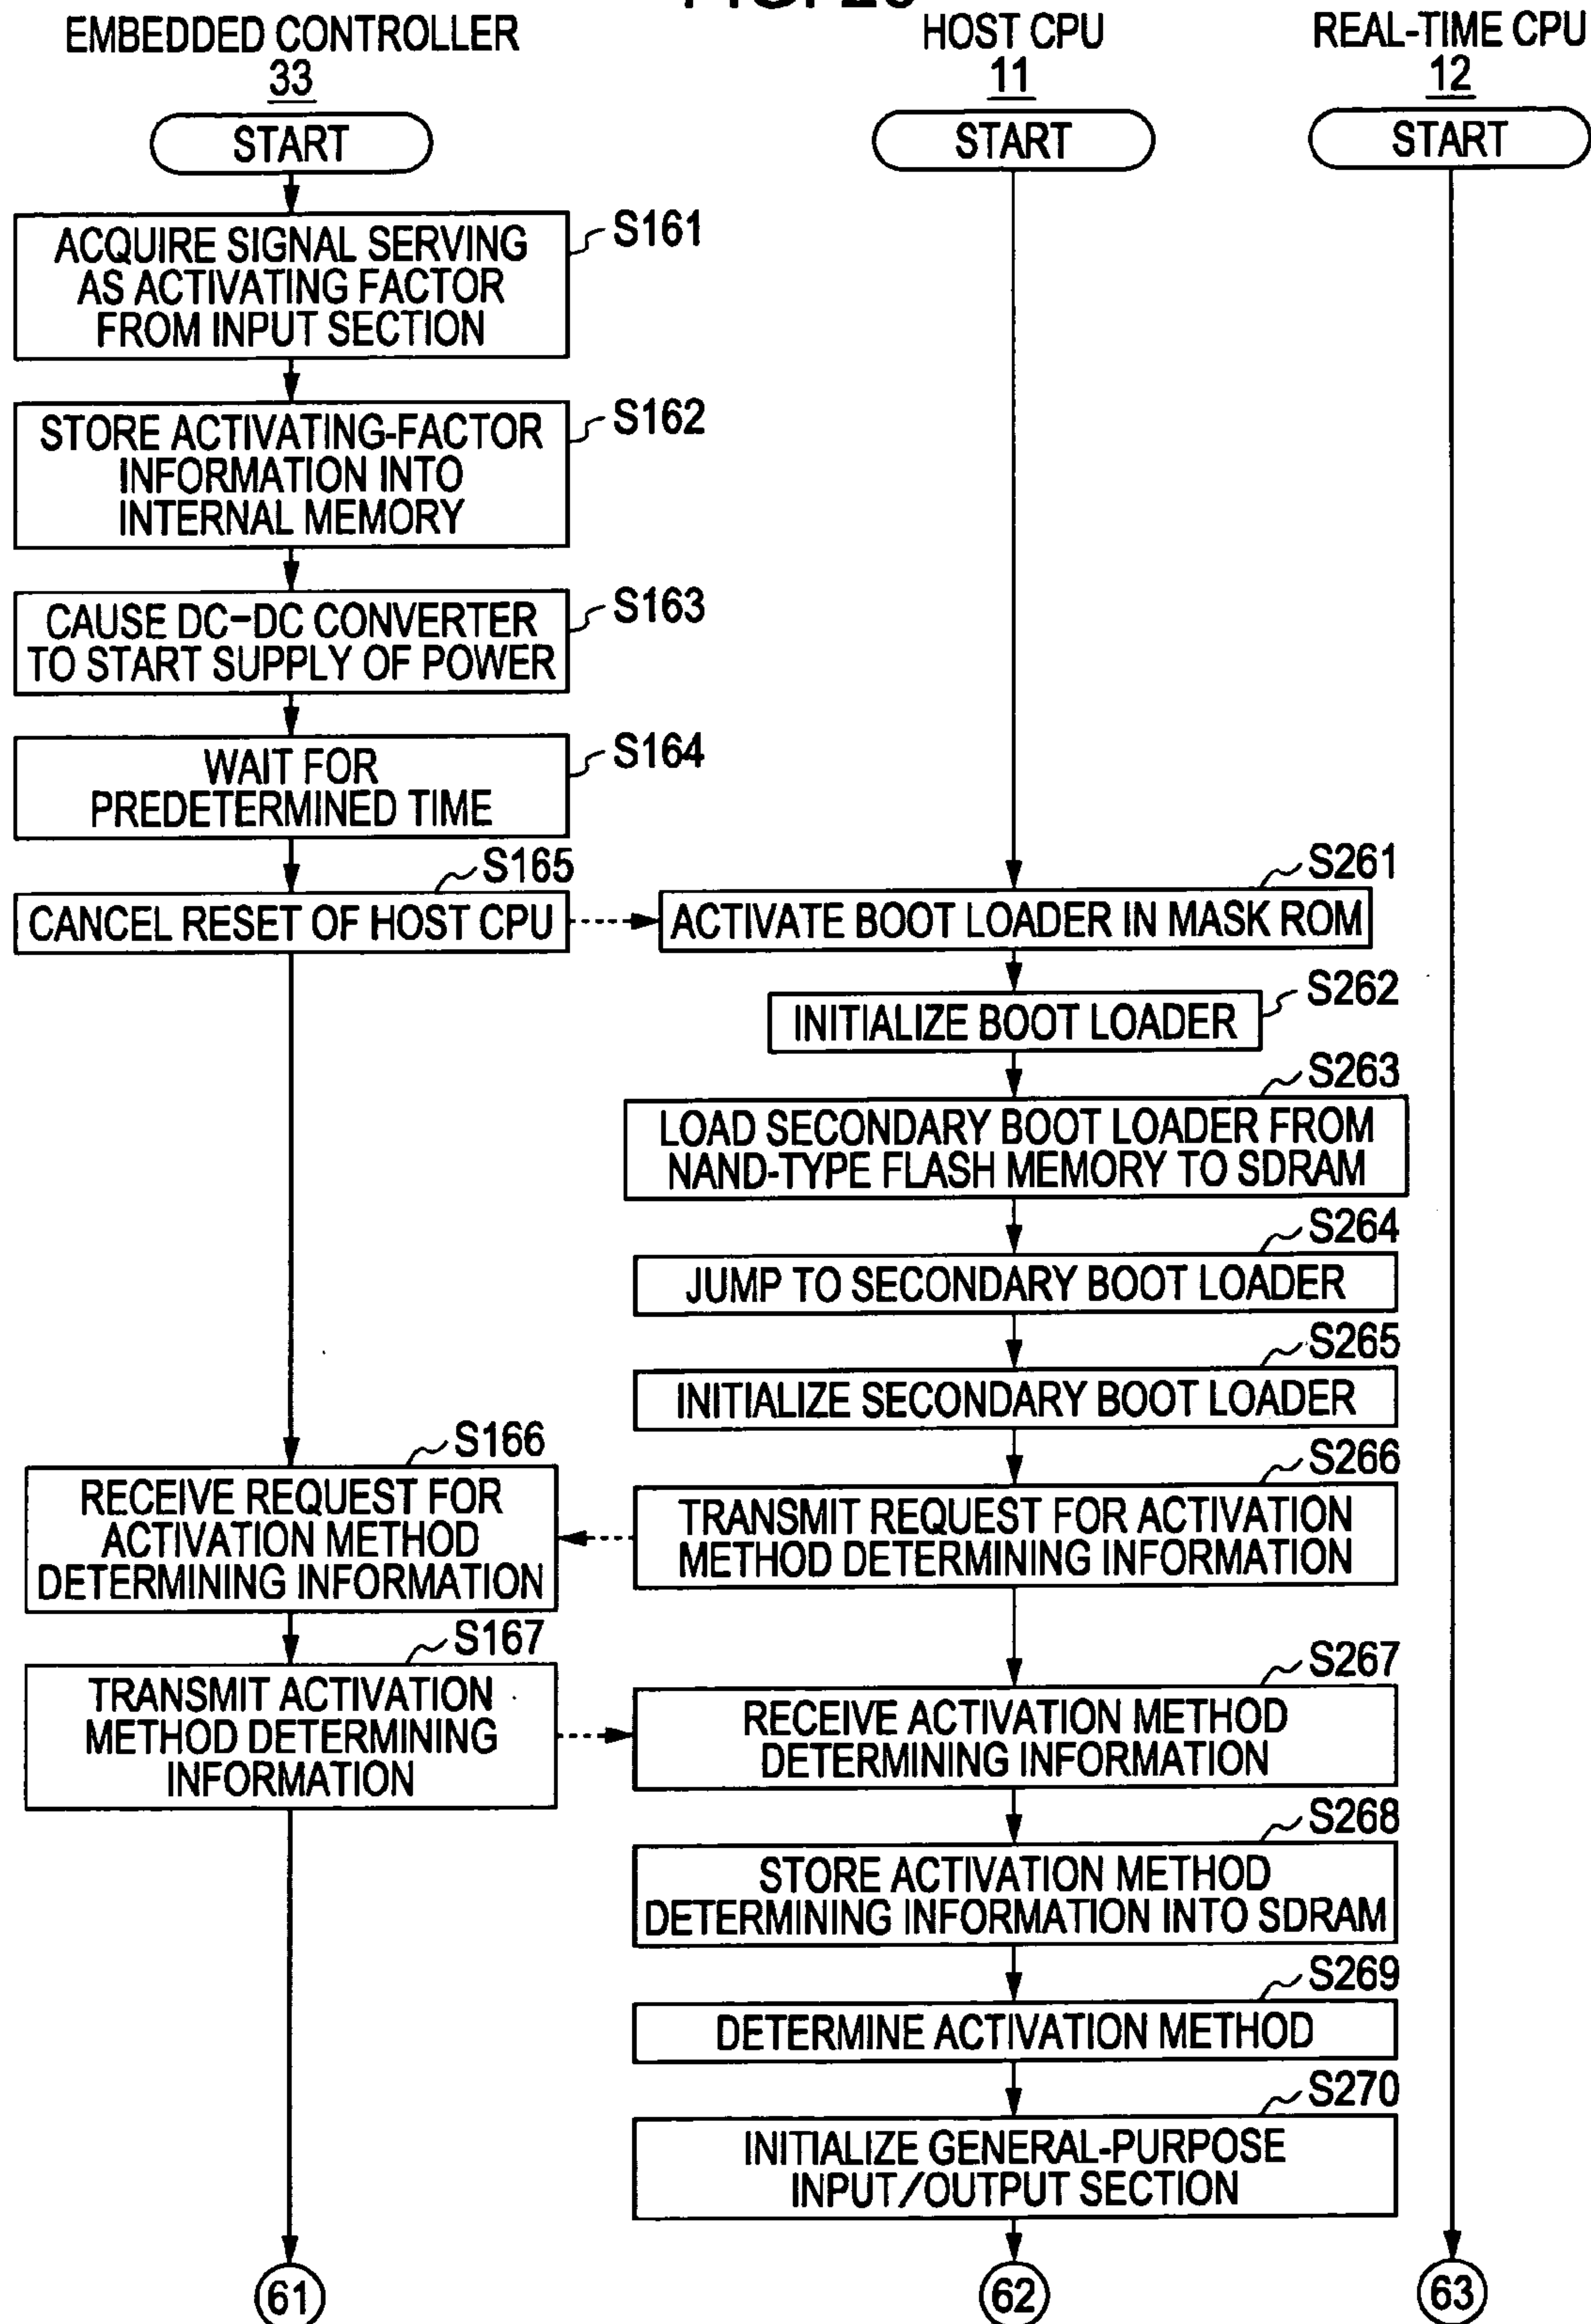 EMBEDDED CONTROLLER
33
HOST CPU
11
REAL-TIME CPU
12
START
START
START
ACQUIRE SIGNAL SERVING
AS ACTIVATING FACTOR
FROM INPUT SECTION
S161
STORE ACTIVATING-FACTOR
INFORMATION INTO
INTERNAL MEMORY
S162
CAUSE DC-DC CONVERTER
TO START SUPPLY OF POWER
S163
WAIT FOR
PREDETERMINED TIME
S164
S165
CANCEL RESET OF HOST CPU
S261
ACTIVATE BOOT LOADER IN MASK ROM
S262
INITIALIZE BOOT LOADER
S263
LOAD SECONDARY BOOT LOADER FROM
NAND-TYPE FLASH MEMORY TO SDRAM
S264
JUMP TO SECONDARY BOOT LOADER
S265
INITIALIZE SECONDARY BOOT LOADER
S166
RECEIVE REQUEST FOR
ACTIVATION METHOD
DETERMINING INFORMATION
S266
TRANSMIT REQUEST FOR ACTIVATION
METHOD DETERMINING INFORMATION
S167
TRANSMIT ACTIVATION
METHOD DETERMINING
INFORMATION
S267
RECEIVE ACTIVATION METHOD
DETERMINING INFORMATION
S268
STORE ACTIVATION METHOD
DETERMINING INFORMATION INTO SDRAM
S269
DETERMINE ACTIVATION METHOD
S270
INITIALIZE GENERAL-PURPOSE
INPUT/OUTPUT SECTION
61
62
63